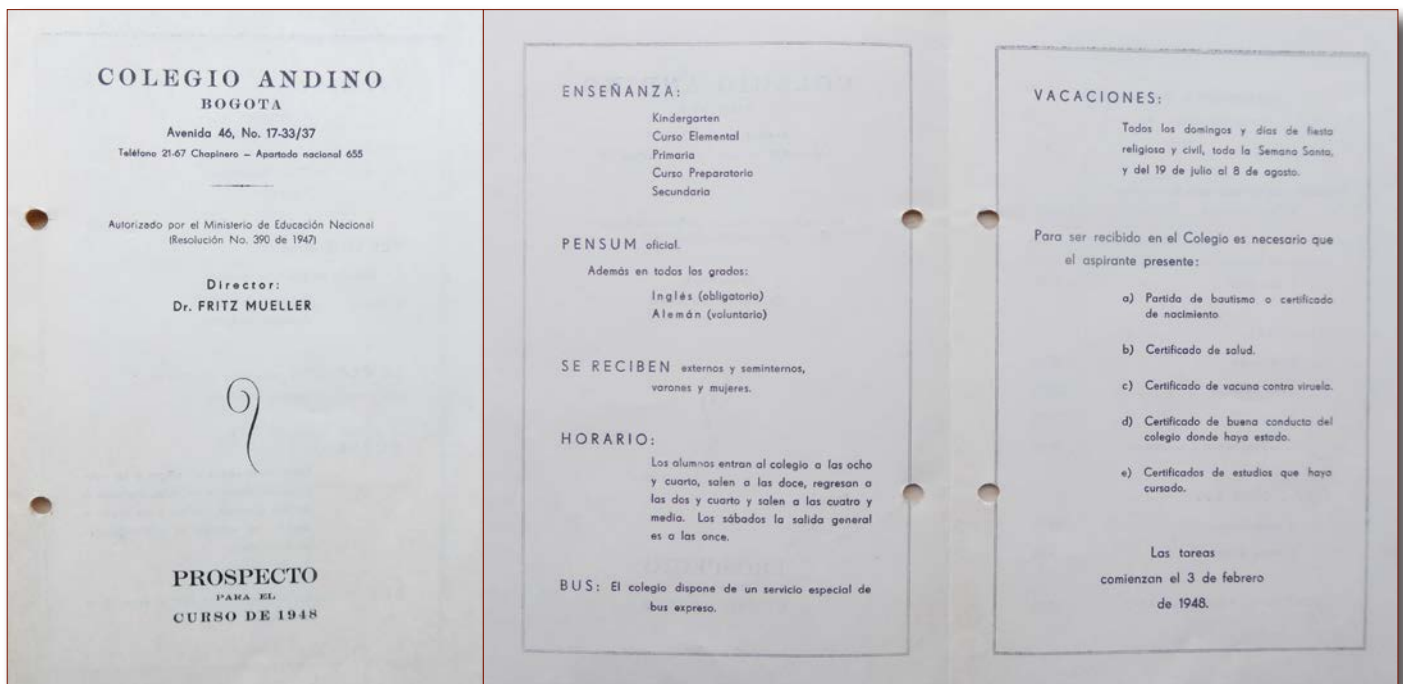 COLEGIO ANDINO
BOGOTA
Avenida 46, No. 17-33/37
Teléfono 21-67 Chapinero – Apartado nacional 655
Autorizado por el Ministerio de Educación Nacional
(Resolución No. 390 de 1947)
Director:
Dr. FRITZ MUELLER
PROSPECTO
PARA EL
CURSO DE 1948
ENSEÑANZA:
Kindergarten
Curso Elemental
Primaria
Curso Preparatorio
Secundaria
PENSUM oficial.
Además en todos los grados:
Inglés (obligatorio)
Alemán (voluntario)
SE RECIBEN externos y seminternos,
varones y mujeres.
HORARIO:
Los alumnos entran al colegio a las ocho
y cuarto, salen a las doce, regresan a
las dos y cuarto y salen a las cuatro y
media. Los sábados la salida general
es a las once.
BUS: El colegio dispone de un servicio especial de
bus expreso.
VACACIONES:
Todos los domingos y días de fiesta
religiosa y civil, toda la Semana Santa,
y del 19 de julio al 8 de agosto.
Para ser recibido en el Colegio es necesario que
el aspirante presente:
a) Partida de bautismo o certificado
de nacimiento
b) Certificado de salud.
c) Certificado de vacuna contra viruela.
d) Certificado de buena conducta del
colegio donde haya estado.
e) Certificados de estudios que haya
cursado.
Las tareas
comienzan el 3 de febrero
de 1948.